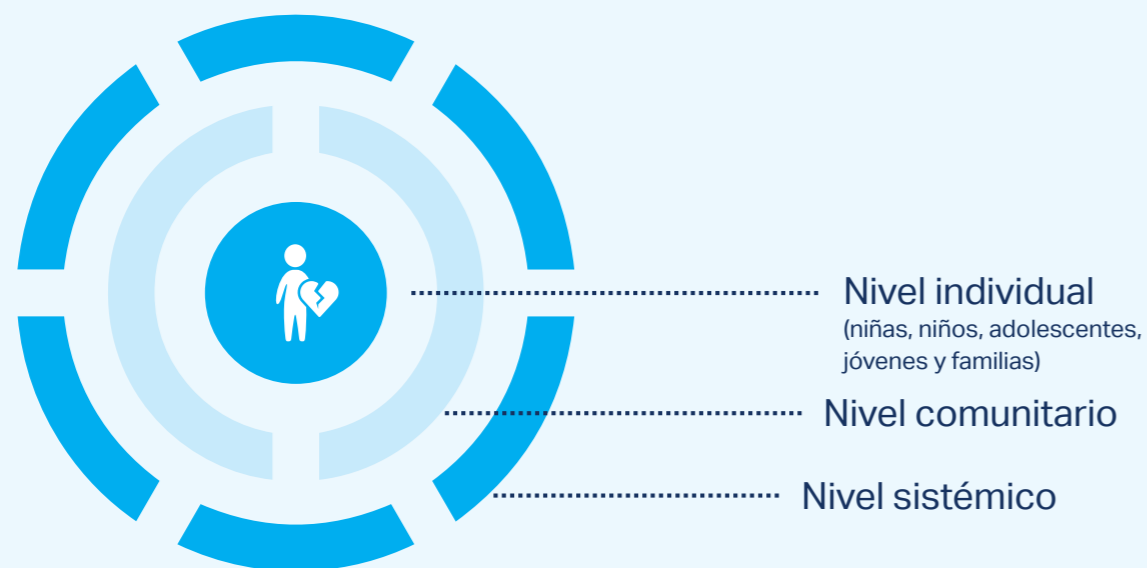 Nivel individual
(niñas, niños, adolescentes,
jóvenes y familias)
Nivel comunitario
Nivel sistémico